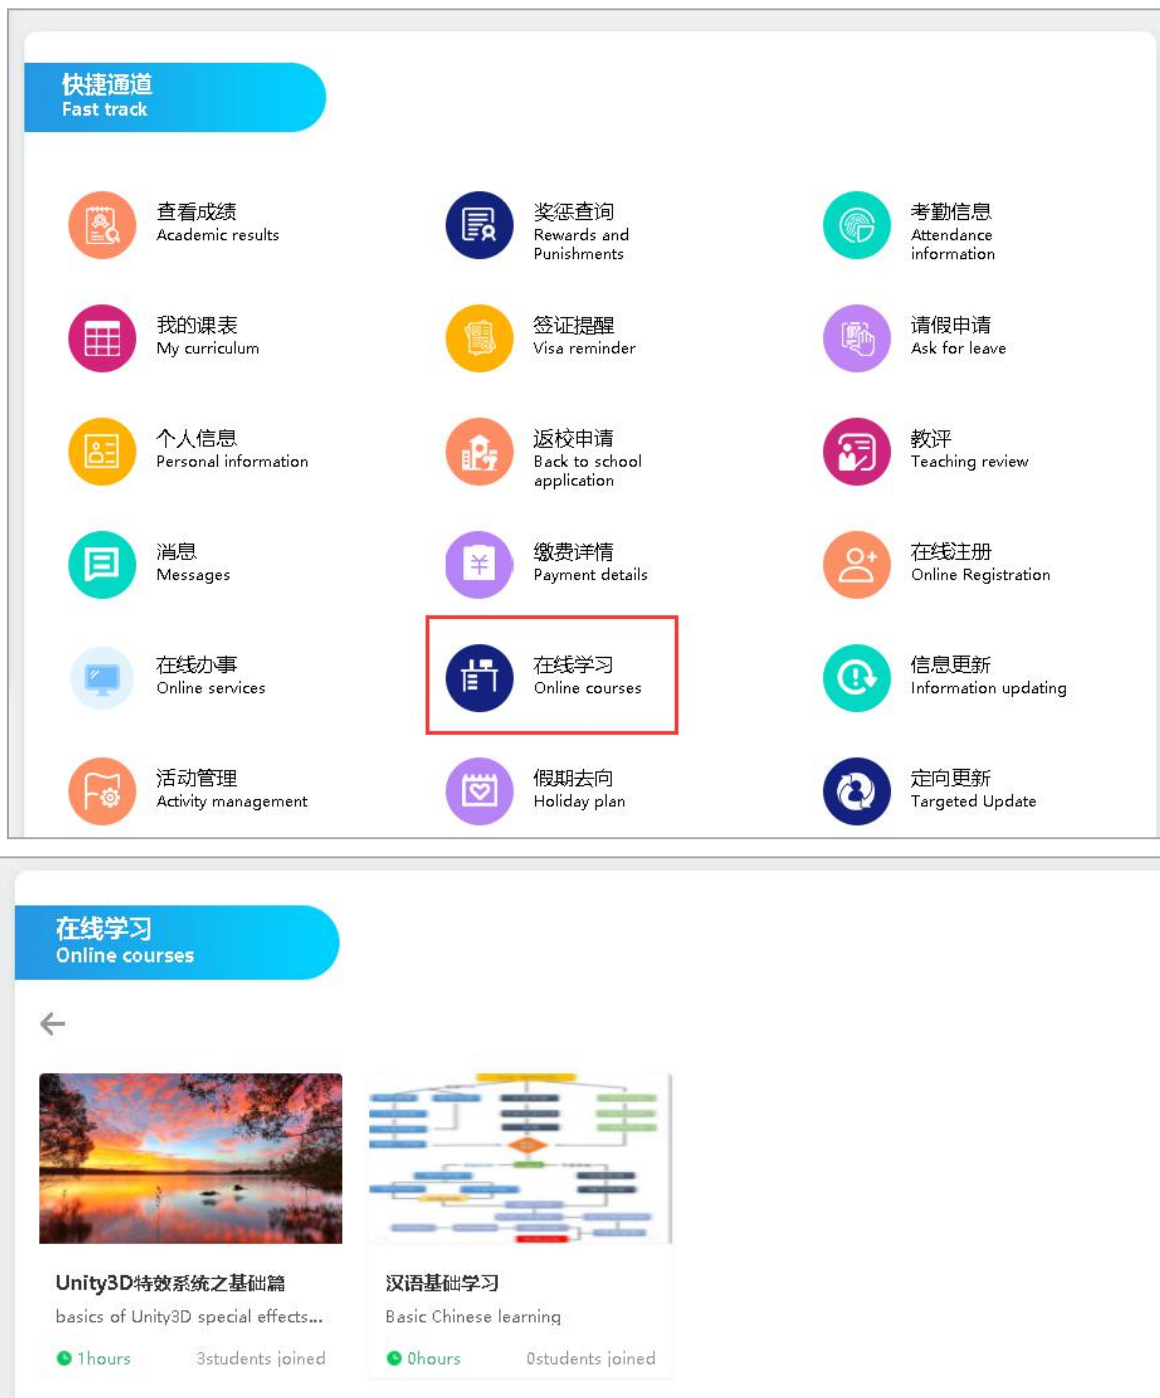 快捷通道
Fast track
查看成绩
Academic results
奖惩查询
Rewards and
Punishments
考勤信息
Attendance
information
我的课表
My curriculum
签证提醒
Visa reminder
请假申请
Ask for leave
个人信息
Personal information
返校申请
Back to school
application
教评
Teaching review
消息
Messages
缴费详情
Payment details
在线注册
Online Registration
在线办事
Online services
在线学习
Online courses
信息更新
Information updating
活动管理
Activity management
假期去向
Holiday plan
定向更新
Targeted Update
在线学习
Online courses
Unity3D特效系统之基础篇
basics of Unity3D special effects...
1hours 3students joined
汉语基础学习
Basic Chinese learning
0hours 0students joined